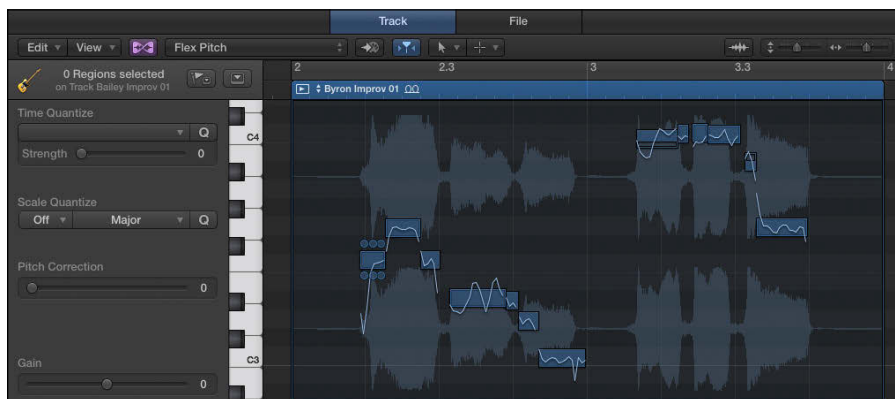 Track File
Edit View Flex Pitch
0 Regions selected
on Track Bailey Improv 01
2 2.3 3 3.3 4
Byron Improv 01
Time Quantize
Q
C4
Strength 0
Scale Quantize
Off Major Q
Pitch Correction
0
C3
Gain
0